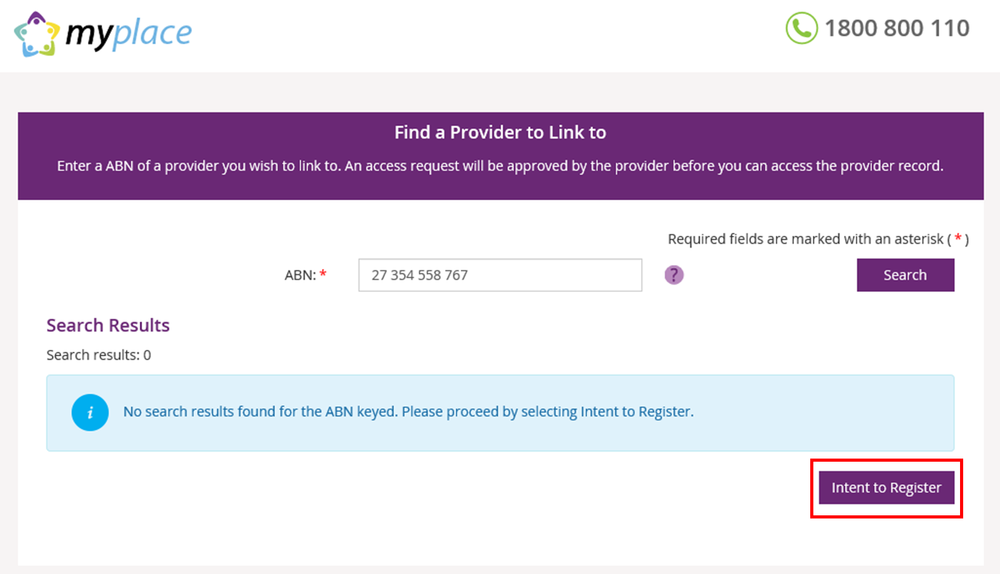 myplace
1800 800 110
Find a Provider to Link to
Enter a ABN of a provider you wish to link to. An access request will be approved by the provider before you can access the provider record.
Required fields are marked with an asterisk ( * )
ABN: * 27 354 558 767 ? Search
Search Results
Search results: 0
i No search results found for the ABN keyed. Please proceed by selecting Intent to Register.
Intent to Register